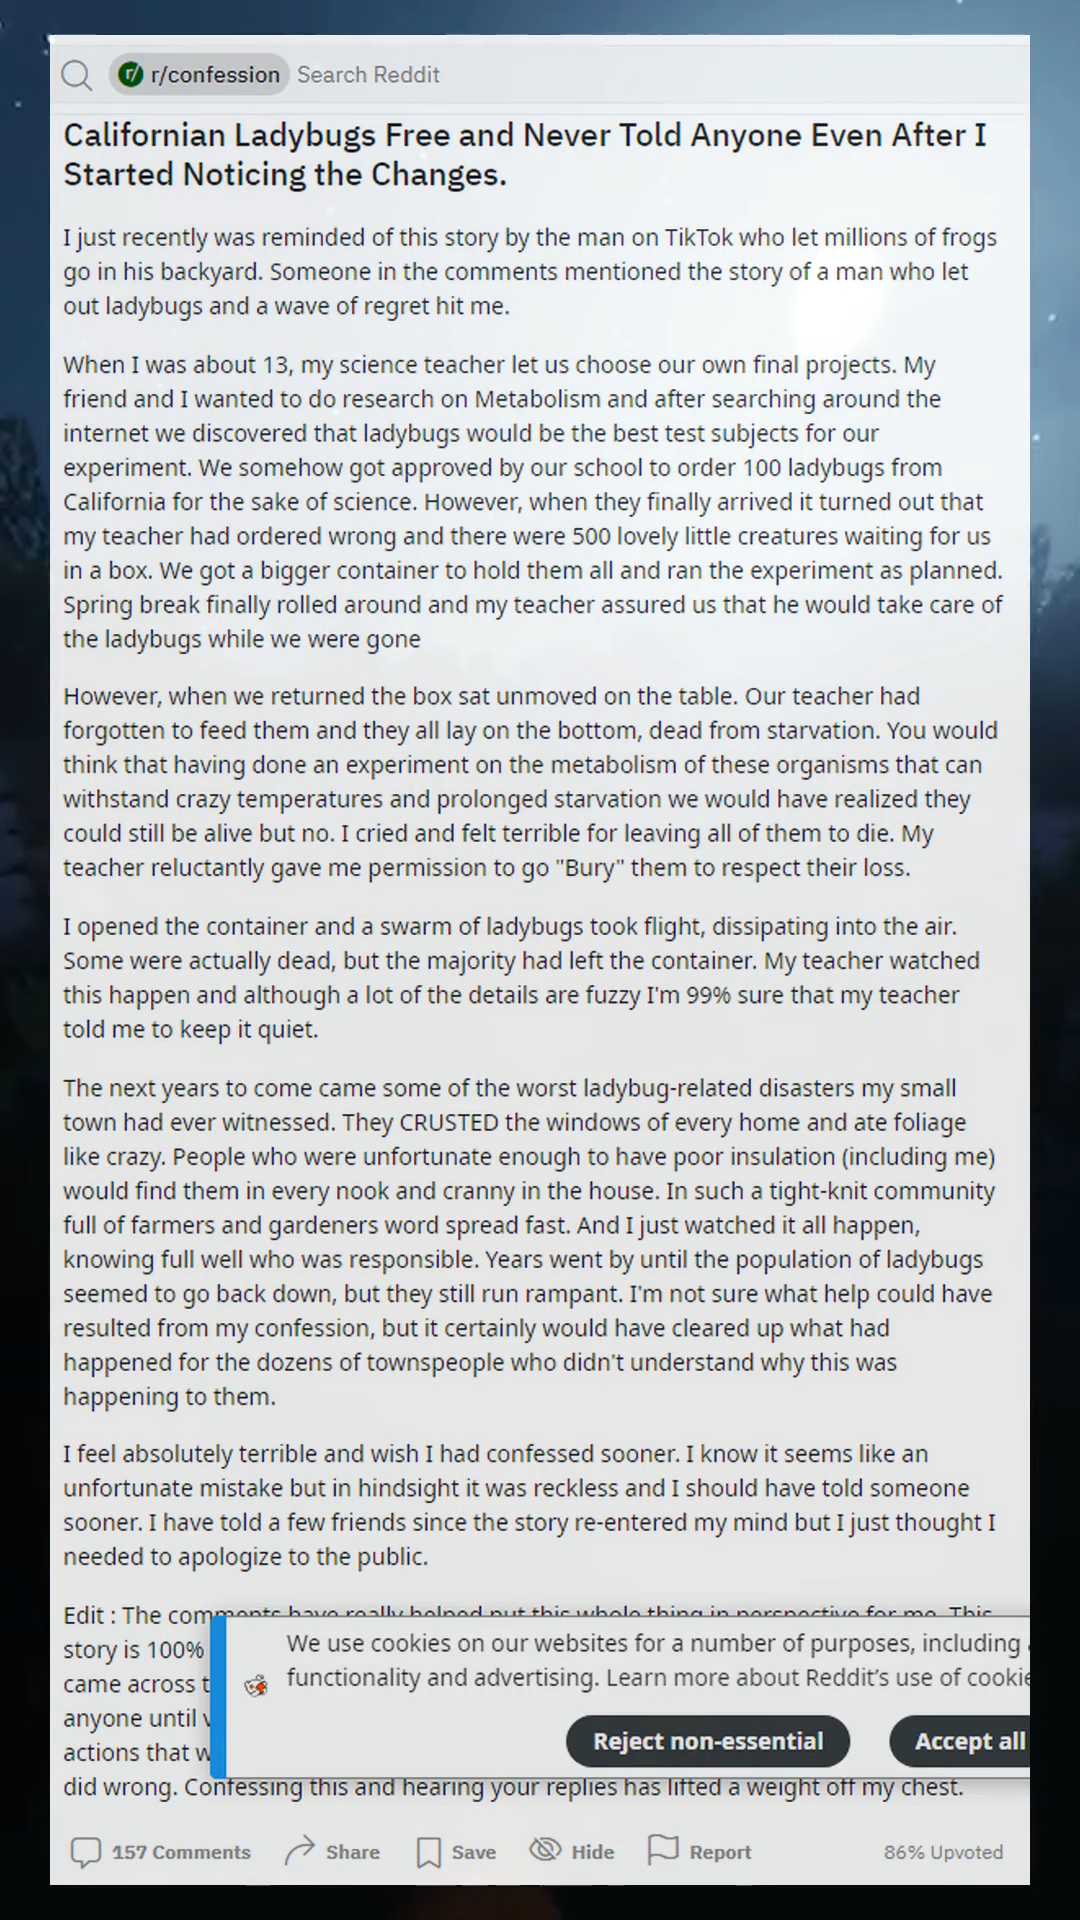 r/ r/confession Search Reddit
Californian Ladybugs Free and Never Told Anyone Even After I
Started Noticing the Changes.
I just recently was reminded of this story by the man on TikTok who let millions of frogs
go in his backyard. Someone in the comments mentioned the story of a man who let
out ladybugs and a wave of regret hit me.
When I was about 13, my science teacher let us choose our own final projects. My
friend and I wanted to do research on Metabolism and after searching around the
internet we discovered that ladybugs would be the best test subjects for our
experiment. We somehow got approved by our school to order 100 ladybugs from
California for the sake of science. However, when they finally arrived it turned out that
my teacher had ordered wrong and there were 500 lovely little creatures waiting for us
in a box. We got a bigger container to hold them all and ran the experiment as planned.
Spring break finally rolled around and my teacher assured us that he would take care of
the ladybugs while we were gone
However, when we returned the box sat unmoved on the table. Our teacher had
forgotten to feed them and they all lay on the bottom, dead from starvation. You would
think that having done an experiment on the metabolism of these organisms that can
withstand crazy temperatures and prolonged starvation we would have realized they
could still be alive but no. I cried and felt terrible for leaving all of them to die. My
teacher reluctantly gave me permission to go "Bury" them to respect their loss.
I opened the container and a swarm of ladybugs took flight, dissipating into the air.
Some were actually dead, but the majority had left the container. My teacher watched
this happen and although a lot of the details are fuzzy I'm 99% sure that my teacher
told me to keep it quiet.
The next years to come came some of the worst ladybug-related disasters my small
town had ever witnessed. They CRUSTED the windows of every home and ate foliage
like crazy. People who were unfortunate enough to have poor insulation (including me)
would find them in every nook and cranny in the house. In such a tight-knit community
full of farmers and gardeners word spread fast. And I just watched it all happen,
knowing full well who was responsible. Years went by until the population of ladybugs
seemed to go back down, but they still run rampant. I'm not sure what help could have
resulted from my confession, but it certainly would have cleared up what had
happened for the dozens of townspeople who didn't understand why this was
happening to them.
I feel absolutely terrible and wish I had confessed sooner. I know it seems like an
unfortunate mistake but in hindsight it was reckless and I should have told someone
sooner. I have told a few friends since the story re-entered my mind but I just thought I
needed to apologize to the public.
Edit : The comments have really helped put this whole thing in perspective for me. This
story is 100%
came across
anyone until
actions that
did wrong. Confessing this and hearing your replies has lifted a weight off my chest.
We use cookies on our websites for a number of purposes, including
functionality and advertising. Learn more about Reddit's use of cookie
Reject non-essential Accept all
157 Comments Share Save Hide Report 86% Upvoted